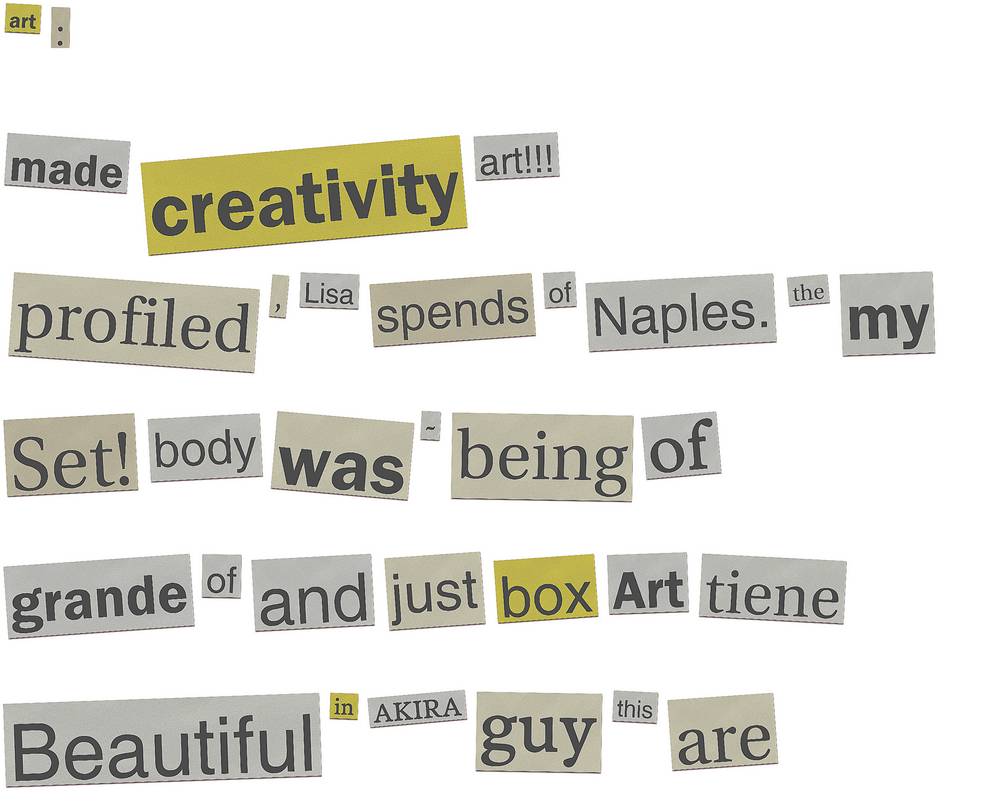 art :
made creativity art!!!
profiled , Lisa spends of Naples. the my
Set! body was ~ being of
grande of and just box Art tiene
Beautiful in AKIRA guy this are